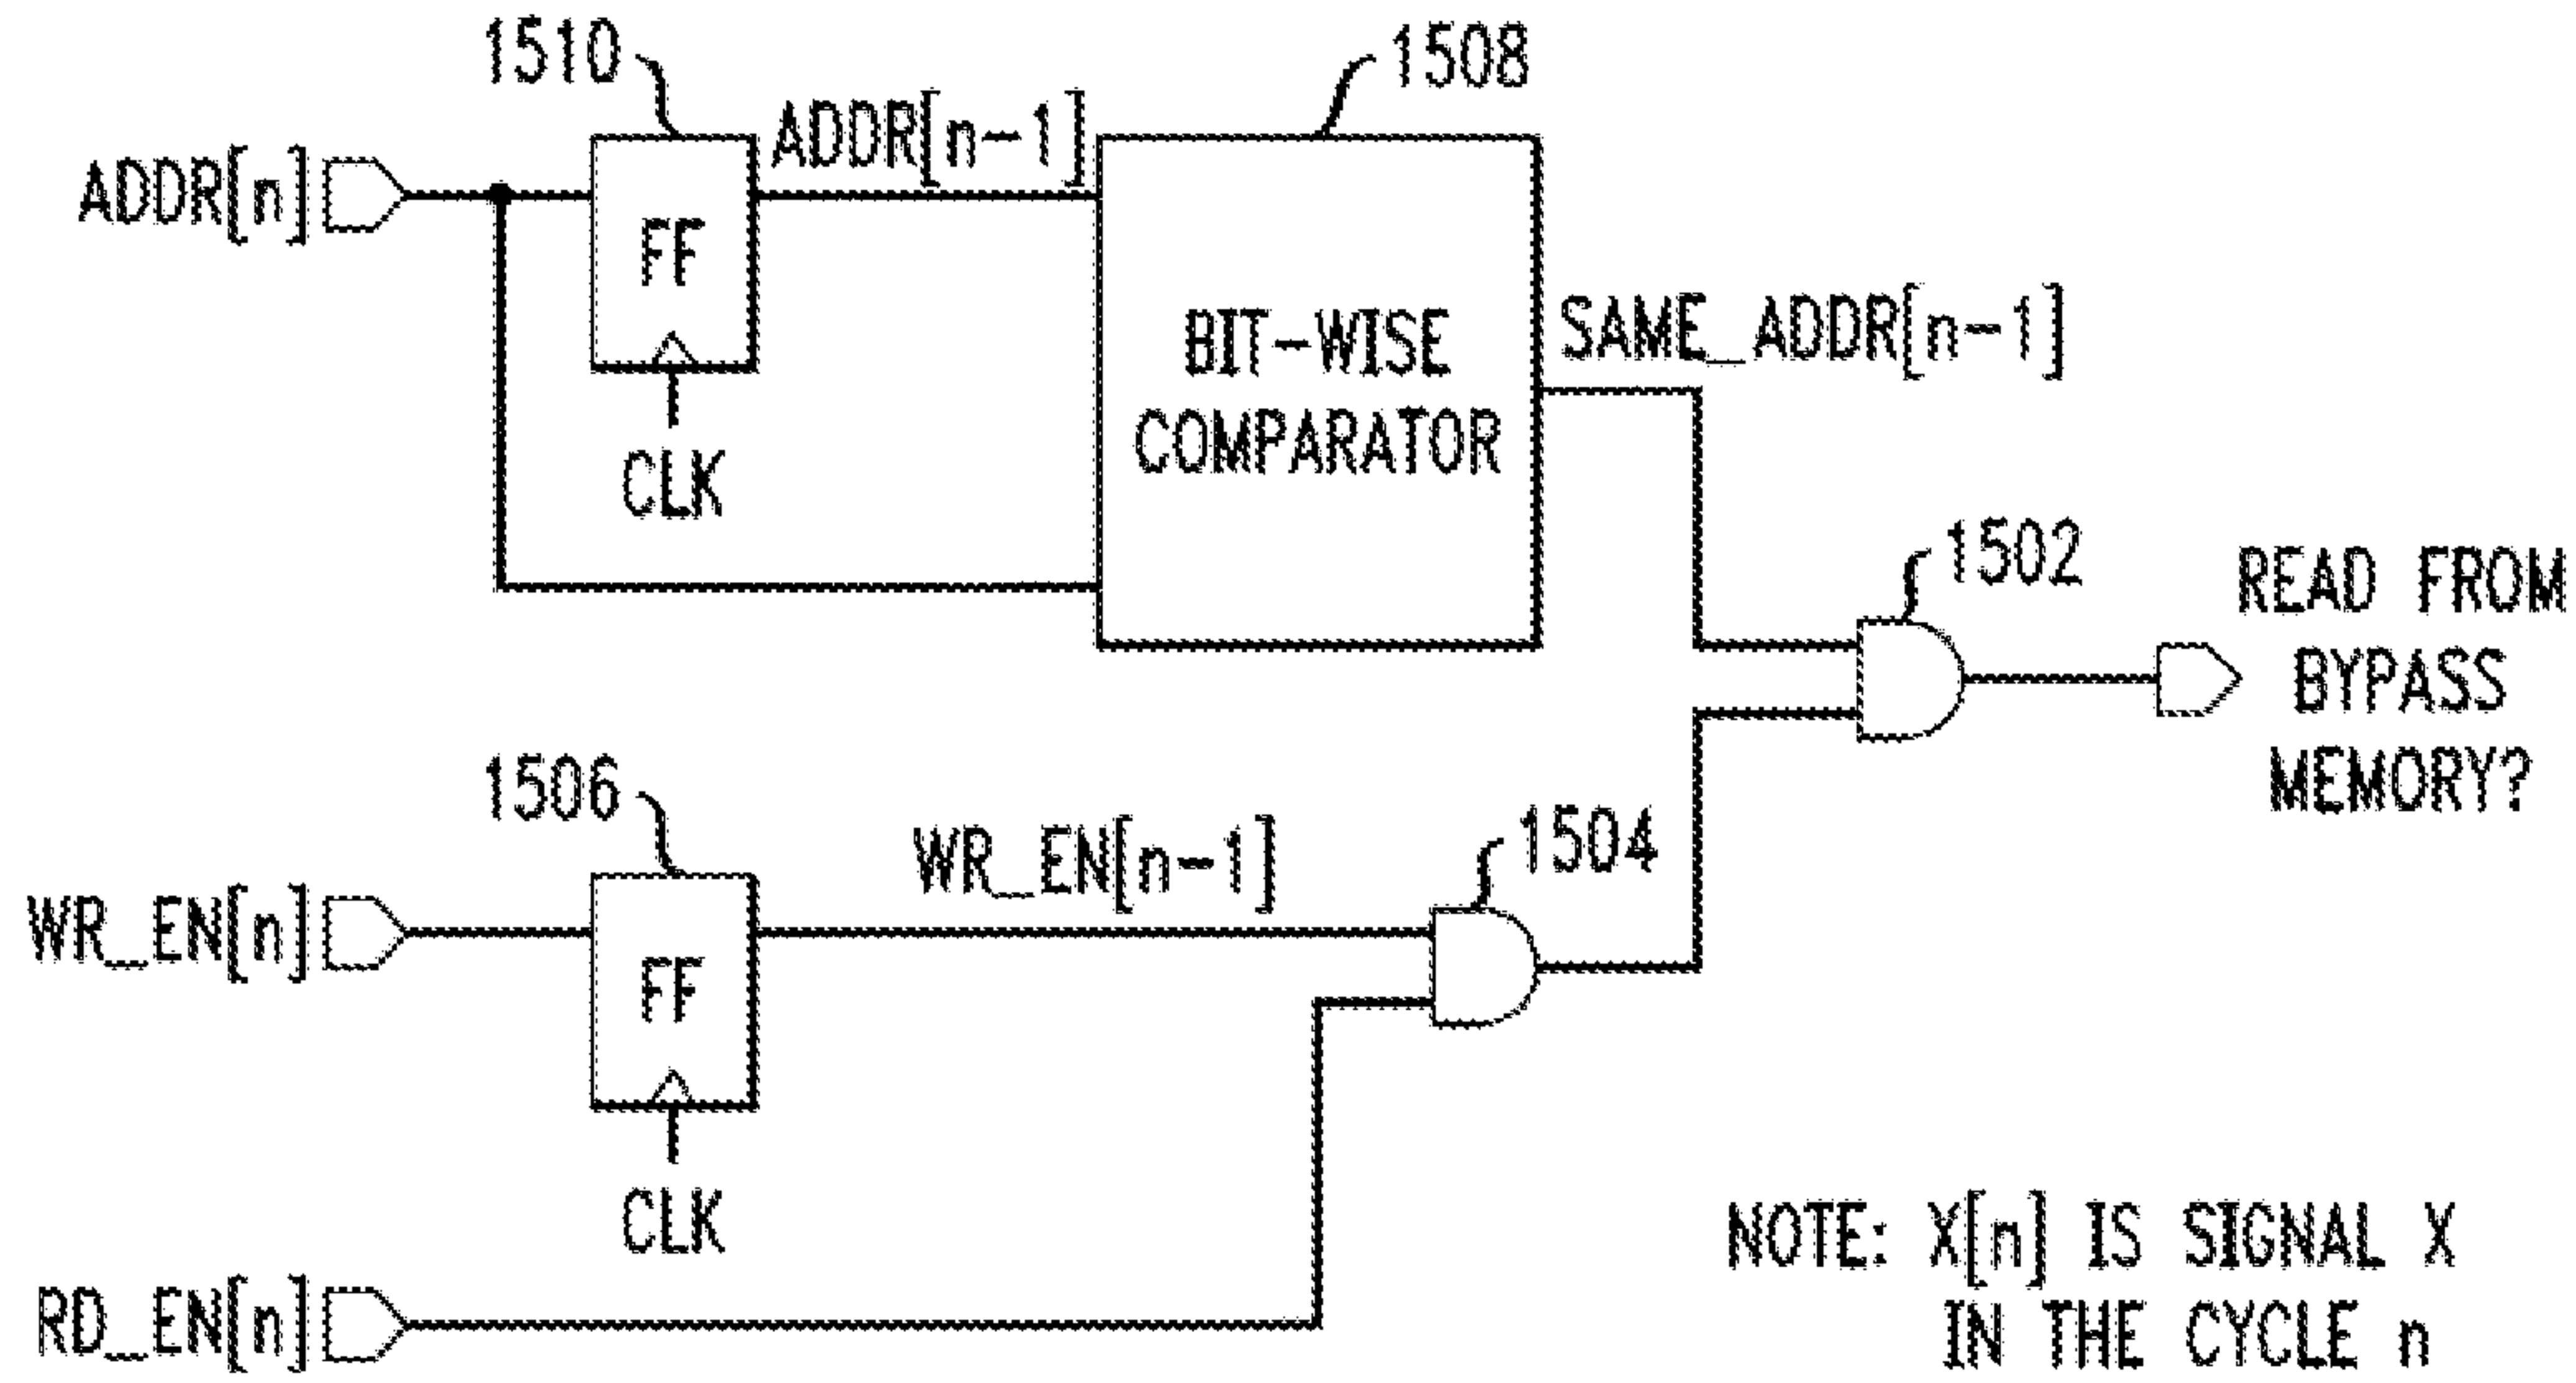 1510
1508
ADDR[n-1]
ADDR[n]
FF
CLK
BIT-WISE
COMPARATOR
SAME_ADDR[n-1]
1502
READ FROM
BYPASS
MEMORY?
1506
WR_EN[n-1]
1504
WR_EN[n]
FF
CLK
RD_EN[n]
NOTE: X[n] IS SIGNAL X
IN THE CYCLE n